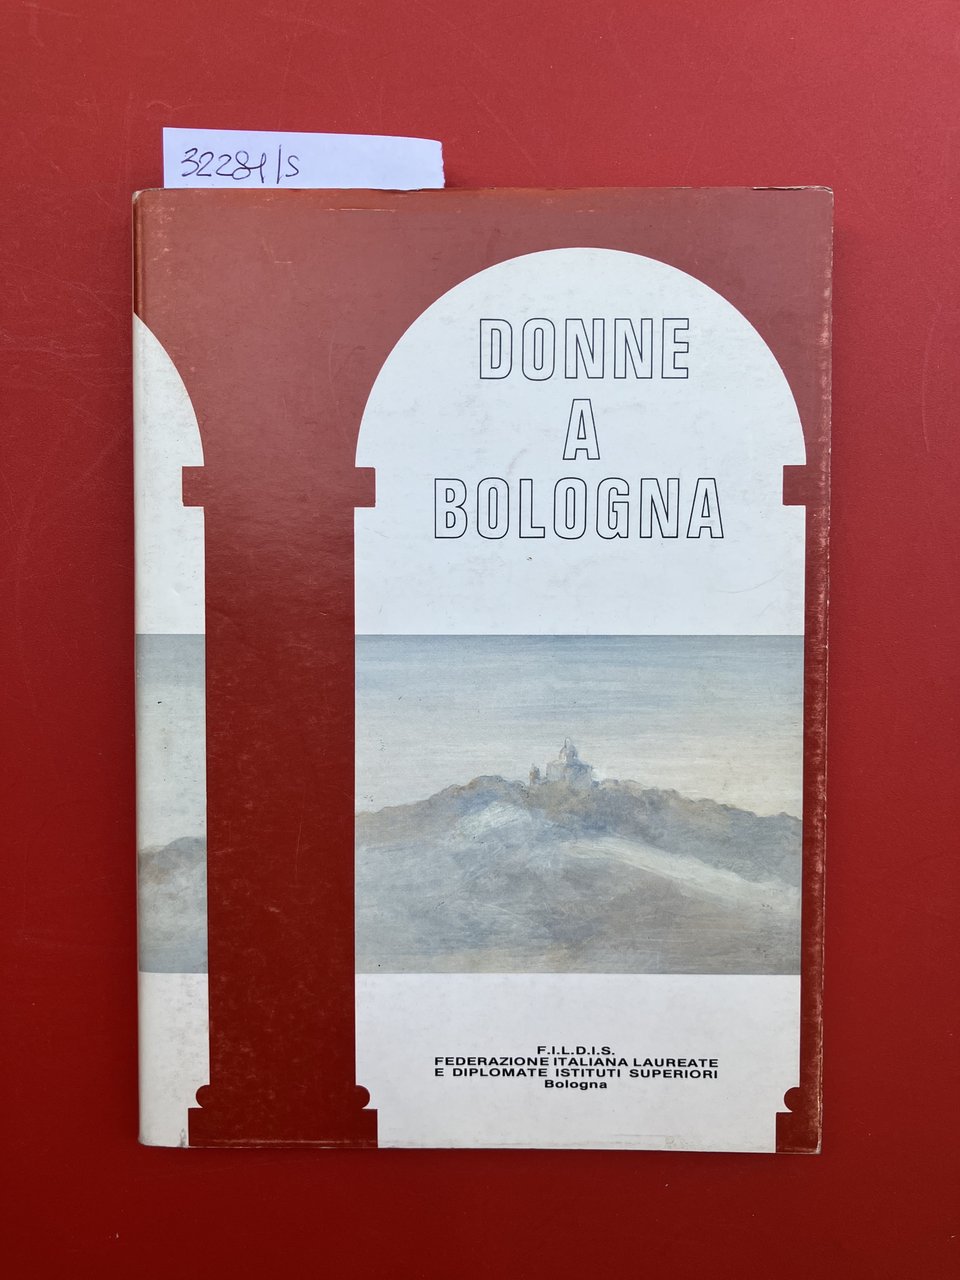 32281/S
DONNE
A
BOLOGNA
F.I.L.D.I.S.
FEDERAZIONE ITALIANA LAUREATE
E DIPLOMATE ISTITUTI SUPERIORI
Bologna